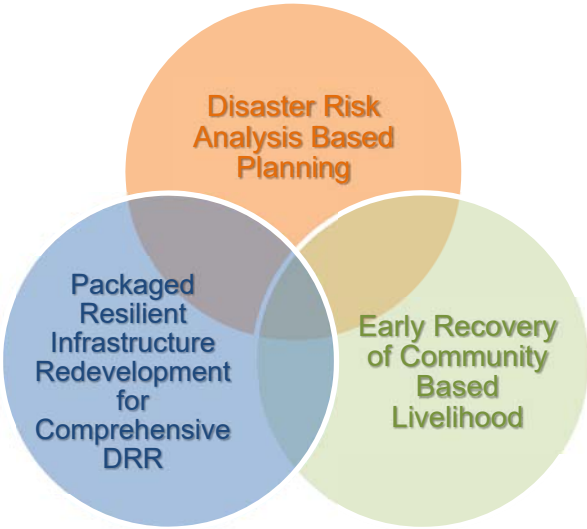 Disaster Risk
Analysis Based
Planning
Packaged
Resilient
Infrastructure
Redevelopment
for
Comprehensive
DRR
Early Recovery
of Community
Based
Livelihood